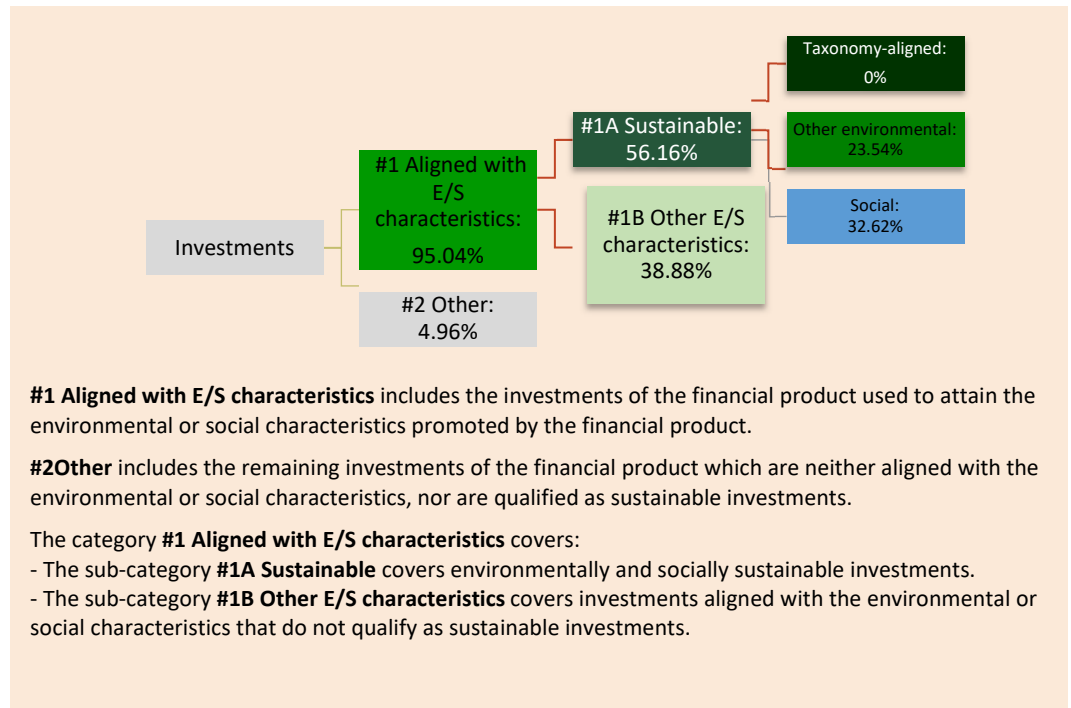 Taxonomy-aligned:
0%
#1A Sustainable:
56.16%
Other environmental:
23.54%
#1 Aligned with
E/S
characteristics:
95.04%
Social:
32.62%
#1B Other E/S
characteristics:
38.88%
Investments
#2 Other:
4.96%
#1 Aligned with E/S characteristics includes the investments of the financial product used to attain the
environmental or social characteristics promoted by the financial product.
#2Other includes the remaining investments of the financial product which are neither aligned with the
environmental or social characteristics, nor are qualified as sustainable investments.
The category #1 Aligned with E/S characteristics covers:
- The sub-category #1A Sustainable covers environmentally and socially sustainable investments.
- The sub-category #1B Other E/S characteristics covers investments aligned with the environmental or
social characteristics that do not qualify as sustainable investments.